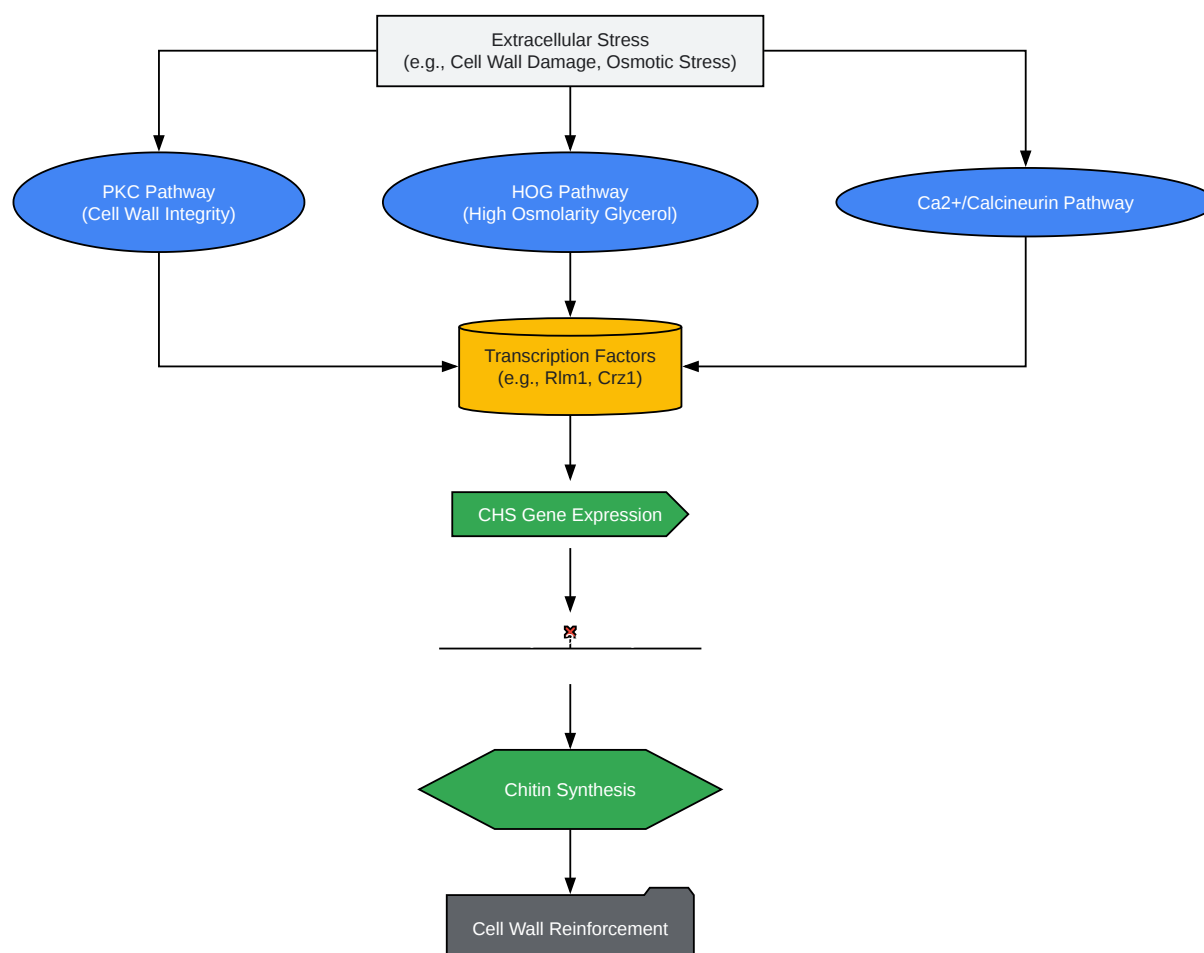 Extracellular Stress
(e.g., Cell Wall Damage, Osmotic Stress)
PKC Pathway
(Cell Wall Integrity)
HOG Pathway
(High Osmolarity Glycerol)
Ca2+/Calcineurin Pathway
Transcription Factors
(e.g., Rlm1, Crz1)
CHS Gene Expression
Chitin Synthesis
Cell Wall Reinforcement